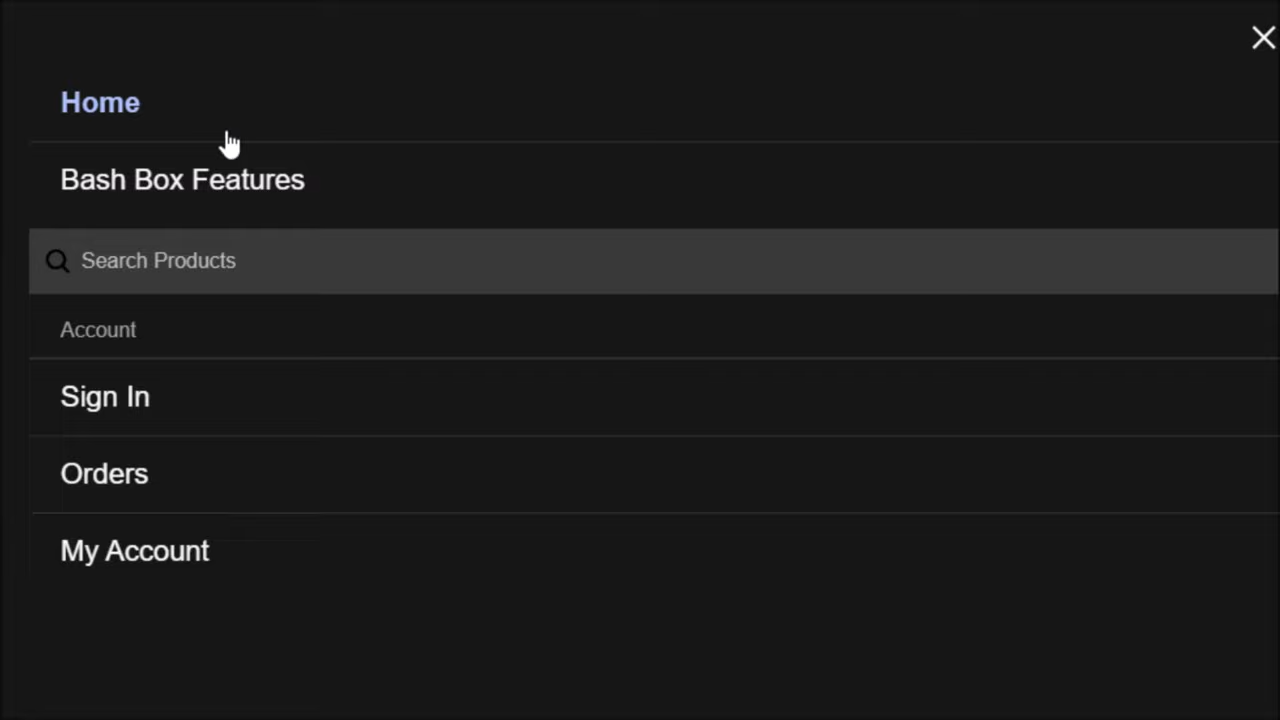 Home
Bash Box Features
Search Products
Account
Sign In
Orders
My Account